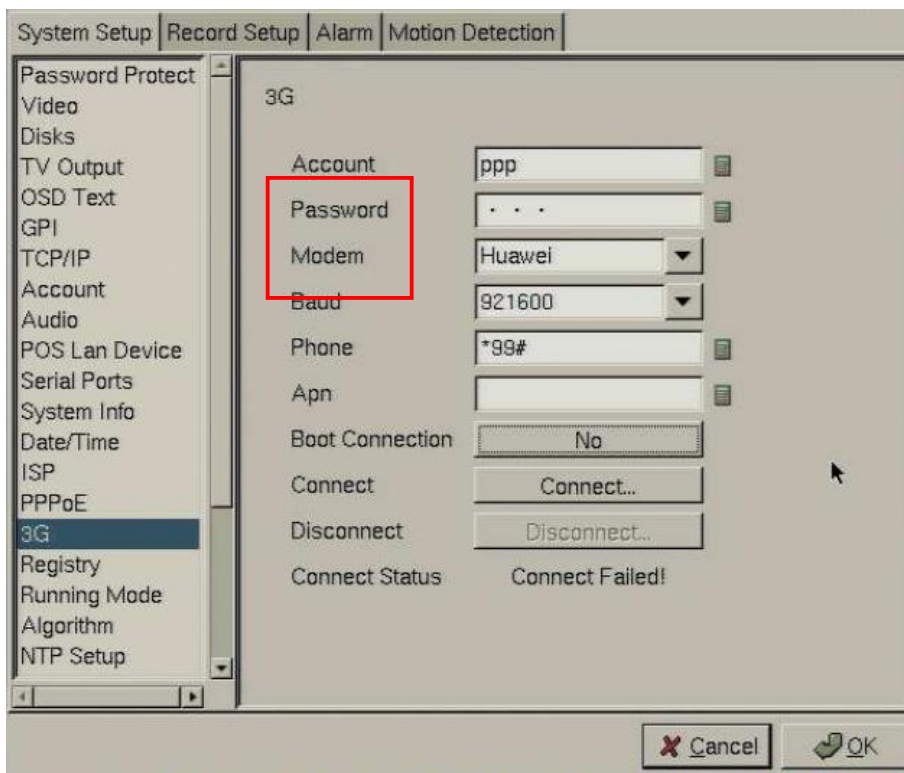 System Setup Record Setup Alarm Motion Detection
Password Protect
Video
Disks
TV Output
OSD Text
GPI
TCP/IP
Account
Audio
POS Lan Device
Serial Ports
System Info
Date/Time
ISP
PPPoE
3G
Registry
Running Mode
Algorithm
NTP Setup
3G
Account ppp
Password · · ·
Modem Huawei
Baud 921600
Phone *99#
Apn
Boot Connection No
Connect Connect...
Disconnect Disconnect...
Connect Status Connect Failed!
Cancel OK